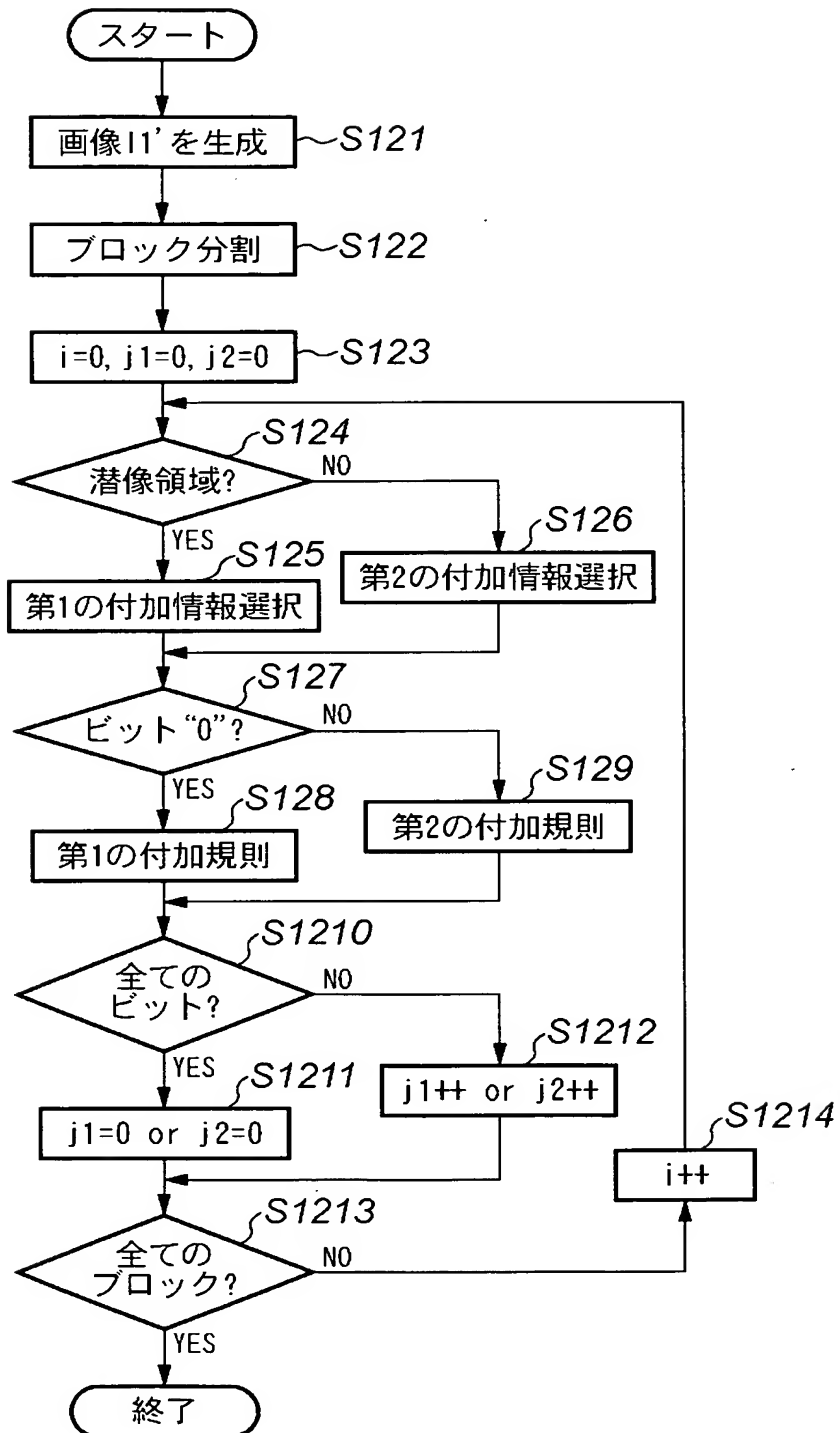 スタート
画像I1'を生成
S121
ブロック分割
S122
i=0, j1=0, j2=0
S123
S124
潜像領域?
NO
YES
S125
第1の付加情報選択
S126
第2の付加情報選択
S127
ビット“0”?
NO
YES
S128
第1の付加規則
S129
第2の付加規則
S1210
全ての
ビット?
NO
YES
S1211
j1=0 or j2=0
S1212
j1++ or j2++
S1213
全ての
ブロック?
NO
S1214
i++
YES
終了